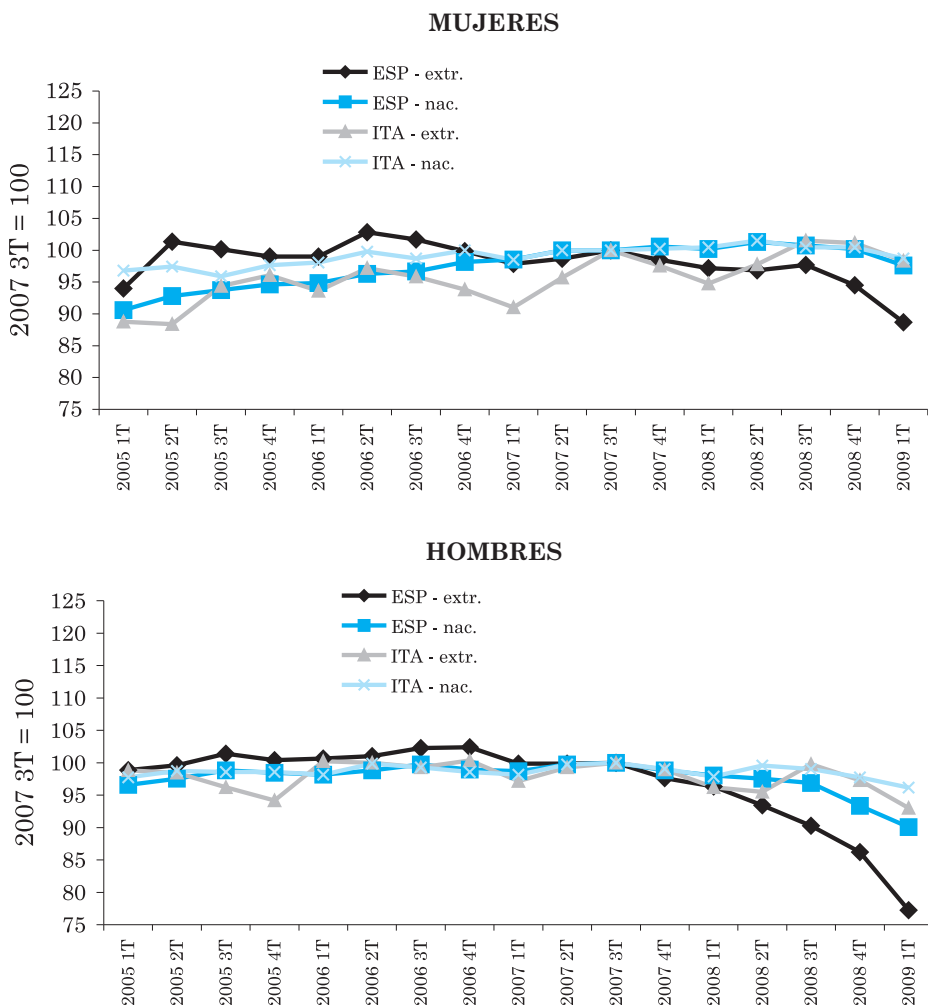 MUJERES
ESP - extr.
ESP - nac.
ITA - extr.
ITA - nac.
2007 3T = 100
125
120
115
110
105
100
95
90
85
80
75
2005 1T
2005 2T
2005 3T
2005 4T
2006 1T
2006 2T
2006 3T
2006 4T
2007 1T
2007 2T
2007 3T
2007 4T
2008 1T
2008 2T
2008 3T
2008 4T
2009 1T
HOMBRES
ESP - extr.
ESP - nac.
ITA - extr.
ITA - nac.
2007 3T = 100
125
120
115
110
105
100
95
90
85
80
75
2005 1T
2005 2T
2005 3T
2005 4T
2006 1T
2006 2T
2006 3T
2006 4T
2007 1T
2007 2T
2007 3T
2007 4T
2008 1T
2008 2T
2008 3T
2008 4T
2009 1T